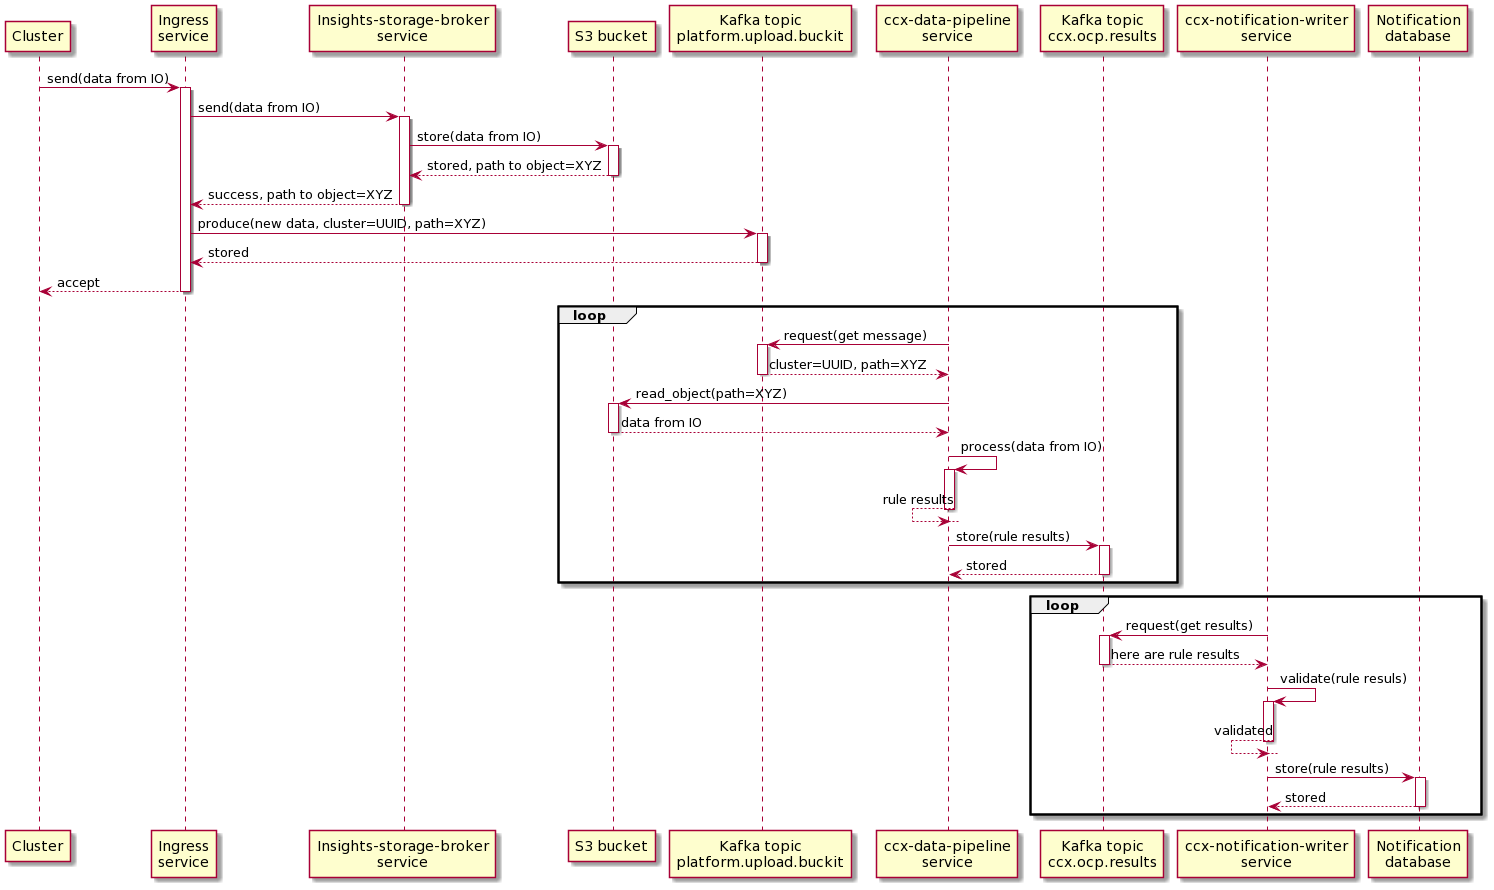 Cluster
Ingress
service
Insights-storage-broker
service
S3 bucket
Kafka topic
platform.upload.buckit
ccx-data-pipeline
service
Kafka topic
ccx.ocp.results
ccx-notification-writer
service
Notification
database
send(data from IO)
send(data from IO)
store(data from IO)
stored, path to object=XYZ
success, path to object=XYZ
produce(new data, cluster=UUID, path=XYZ)
stored
accept
loop
request(get message)
cluster=UUID, path=XYZ
read_object(path=XYZ)
data from IO
process(data from IO)
rule results
store(rule results)
stored
loop
request(get results)
here are rule results
validate(rule resuls)
validated
store(rule results)
stored
Cluster
Ingress
service
Insights-storage-broker
service
S3 bucket
Kafka topic
platform.upload.buckit
ccx-data-pipeline
service
Kafka topic
ccx.ocp.results
ccx-notification-writer
service
Notification
database